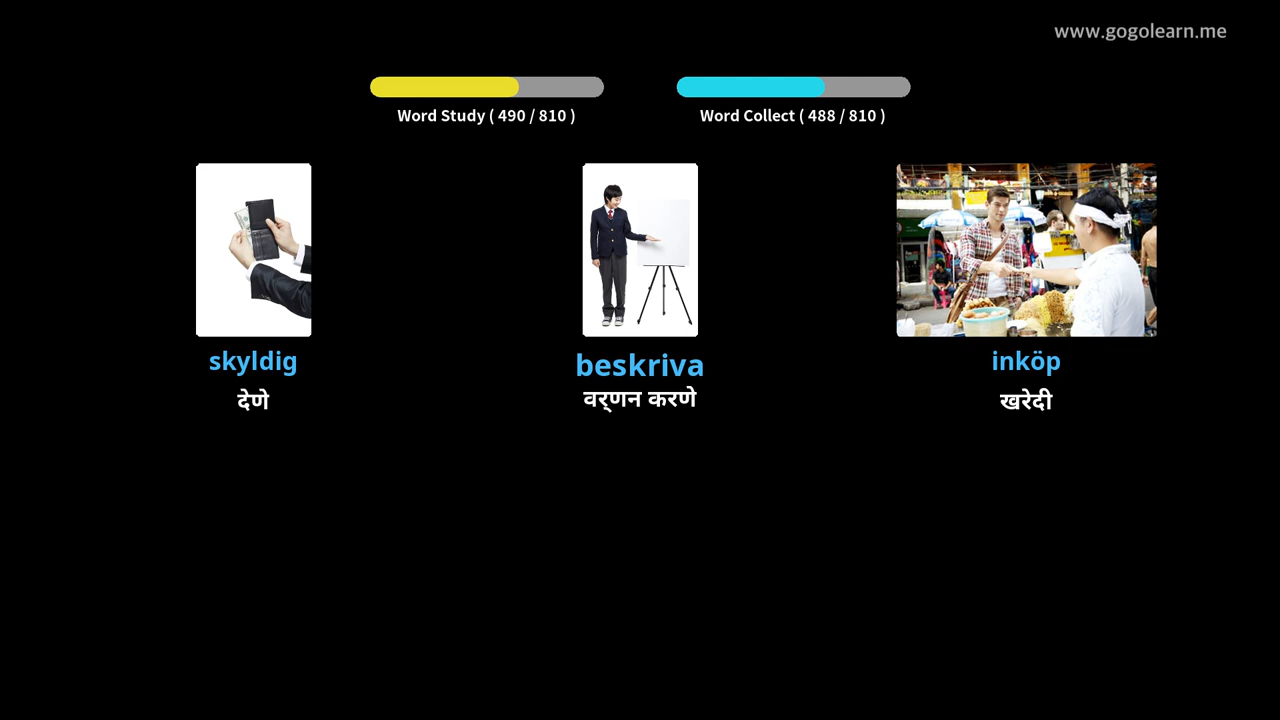 www.gogolearn.me
Word Study ( 490 / 810 )
Word Collect ( 488 / 810 )
skyldig
beskriva
inköp
देणे
वर्‍णन करणे
खरेदी